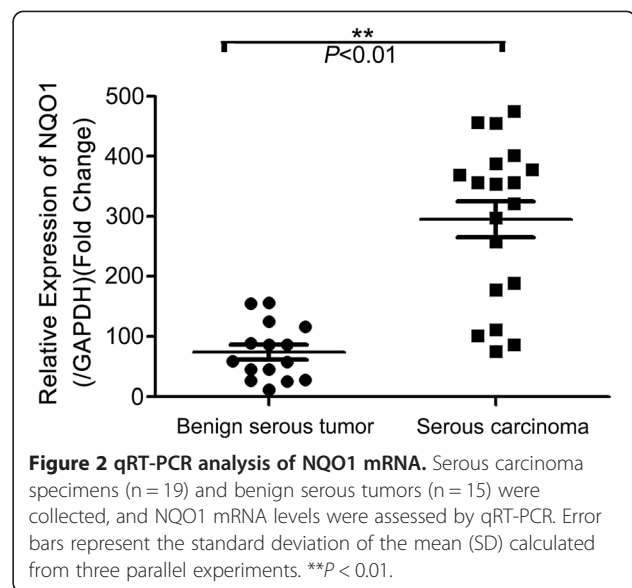 **
P<0.01
Relative Expression of NQO1
(/GAPDH)(Fold Change)
500
400
300
200
100
0
Benign serous tumor
Serous carcinoma
Figure 2 qRT-PCR analysis of NQO1 mRNA. Serous carcinoma
specimens (n = 19) and benign serous tumors (n = 15) were
collected, and NQO1 mRNA levels were assessed by qRT-PCR. Error
bars represent the standard deviation of the mean (SD) calculated
from three parallel experiments. **P < 0.01.